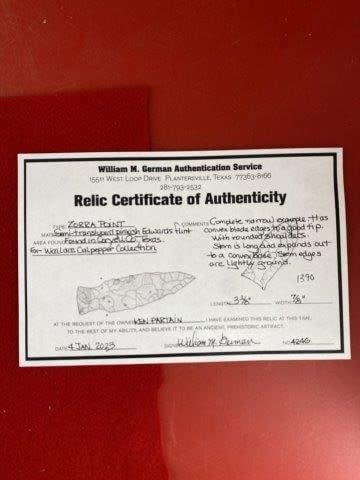 William M. German Authentication Service
15511 West Loop Drive Plantersville, Texas 77363-8166
281-793-2532
Relic Certificate of Authenticity
TYPE: ZORRA POINT
MAT: Semi-translucent pinkish Edwards flint
AREA FOUND: Found in Coryell Co. Texas.
Ex-Wallace Culpepper Collection.
COMMENTS: Complete narrow example. Has
convex blade edges to a good tip.
With rounded shoulders.
Stem is long and expands out
to a convex base. Stem edges
are lightly ground.
1390
LENGTH: 3 WIDTH: 7/8"
AT THE REQUEST OF THE OWNER KEN PARTAIN, I HAVE EXAMINED THIS RELIC AT THIS TIME,
TO THE BEST OF MY ABILITY, AND BELIEVE IT TO BE AN ANCIENT, PREHISTORIC ARTIFACT.
DATE: 4 JAN. 2023 SIGNED William M. German NO: 4246